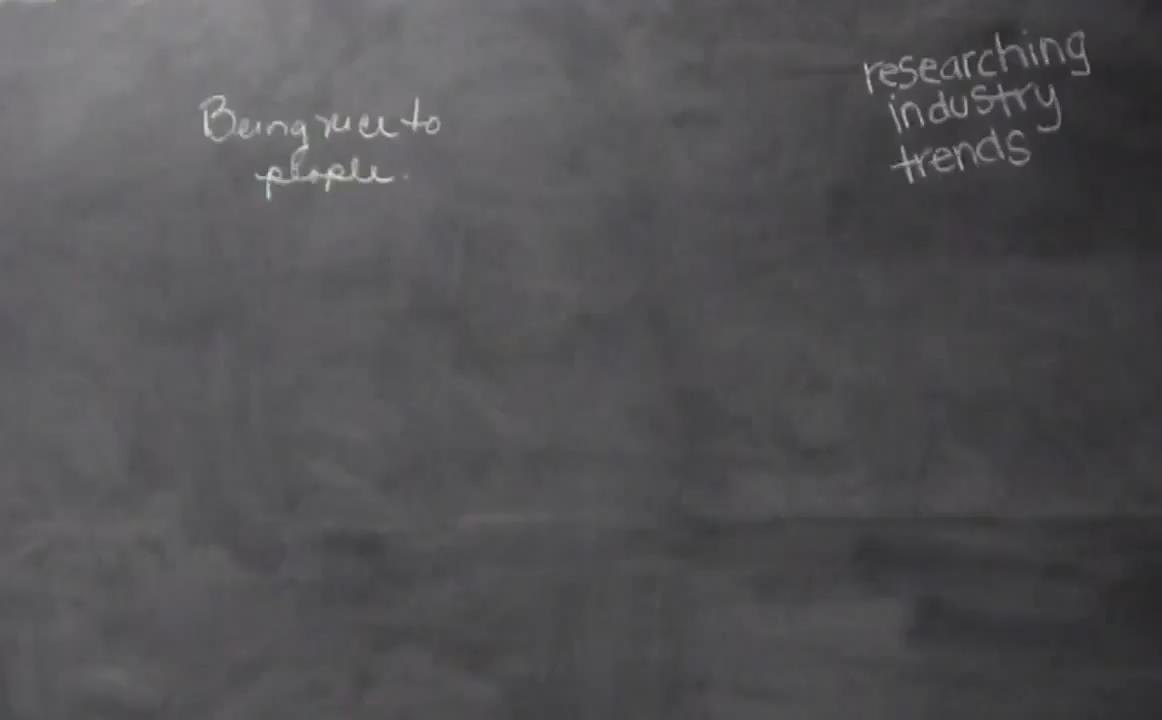 Being nice to
people.
researching
industry
trends